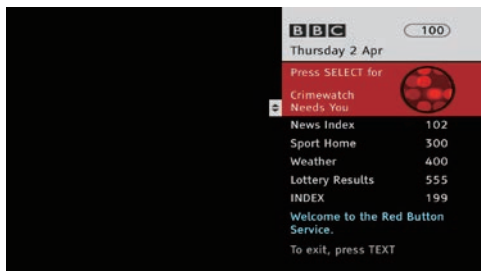 BBC 100
Thursday 2 Apr
Press SELECT for
Crimewatch
Needs You
News Index 102
Sport Home 300
Weather 400
Lottery Results 555
INDEX 199
Welcome to the Red Button
Service.
To exit, press TEXT